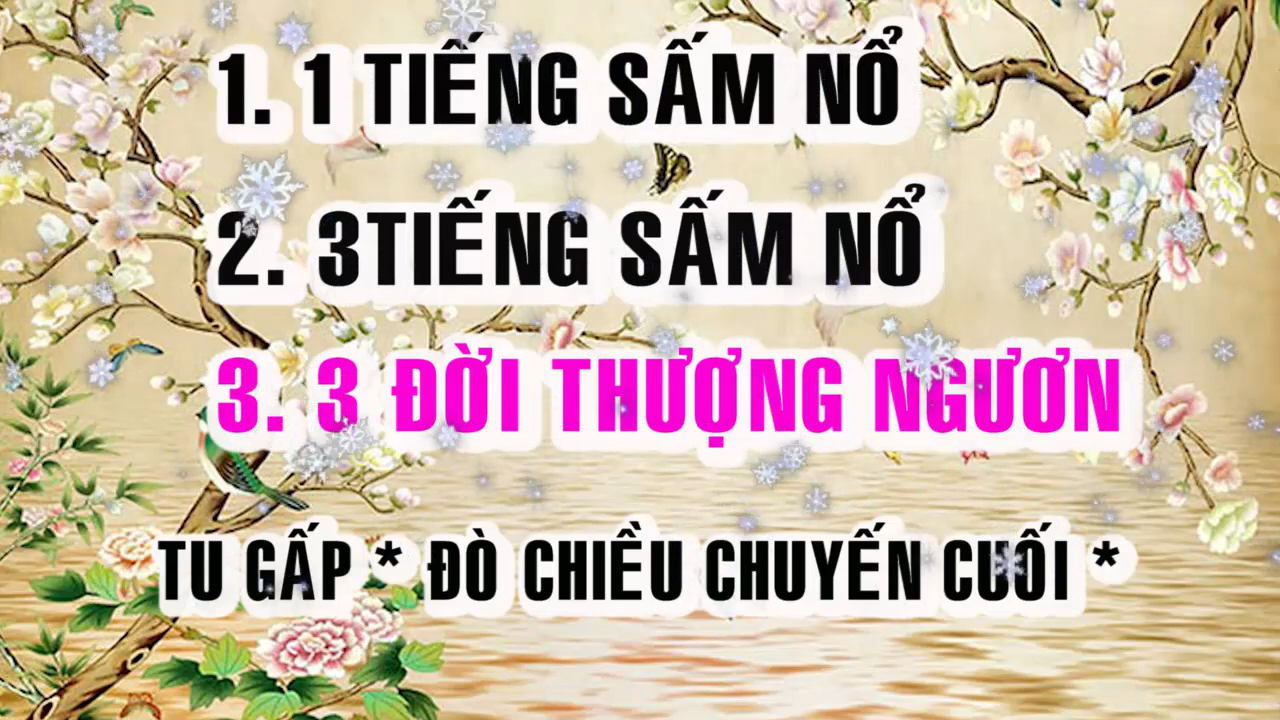 1. 1 TIẾNG SẤM NỔ
2. 3TIẾNG SẤM NỔ
3. 3 ĐỜI THƯỢNG NGƯƠN
TU GẤP * ĐÒ CHIỀU CHUYẾN CUỐI *